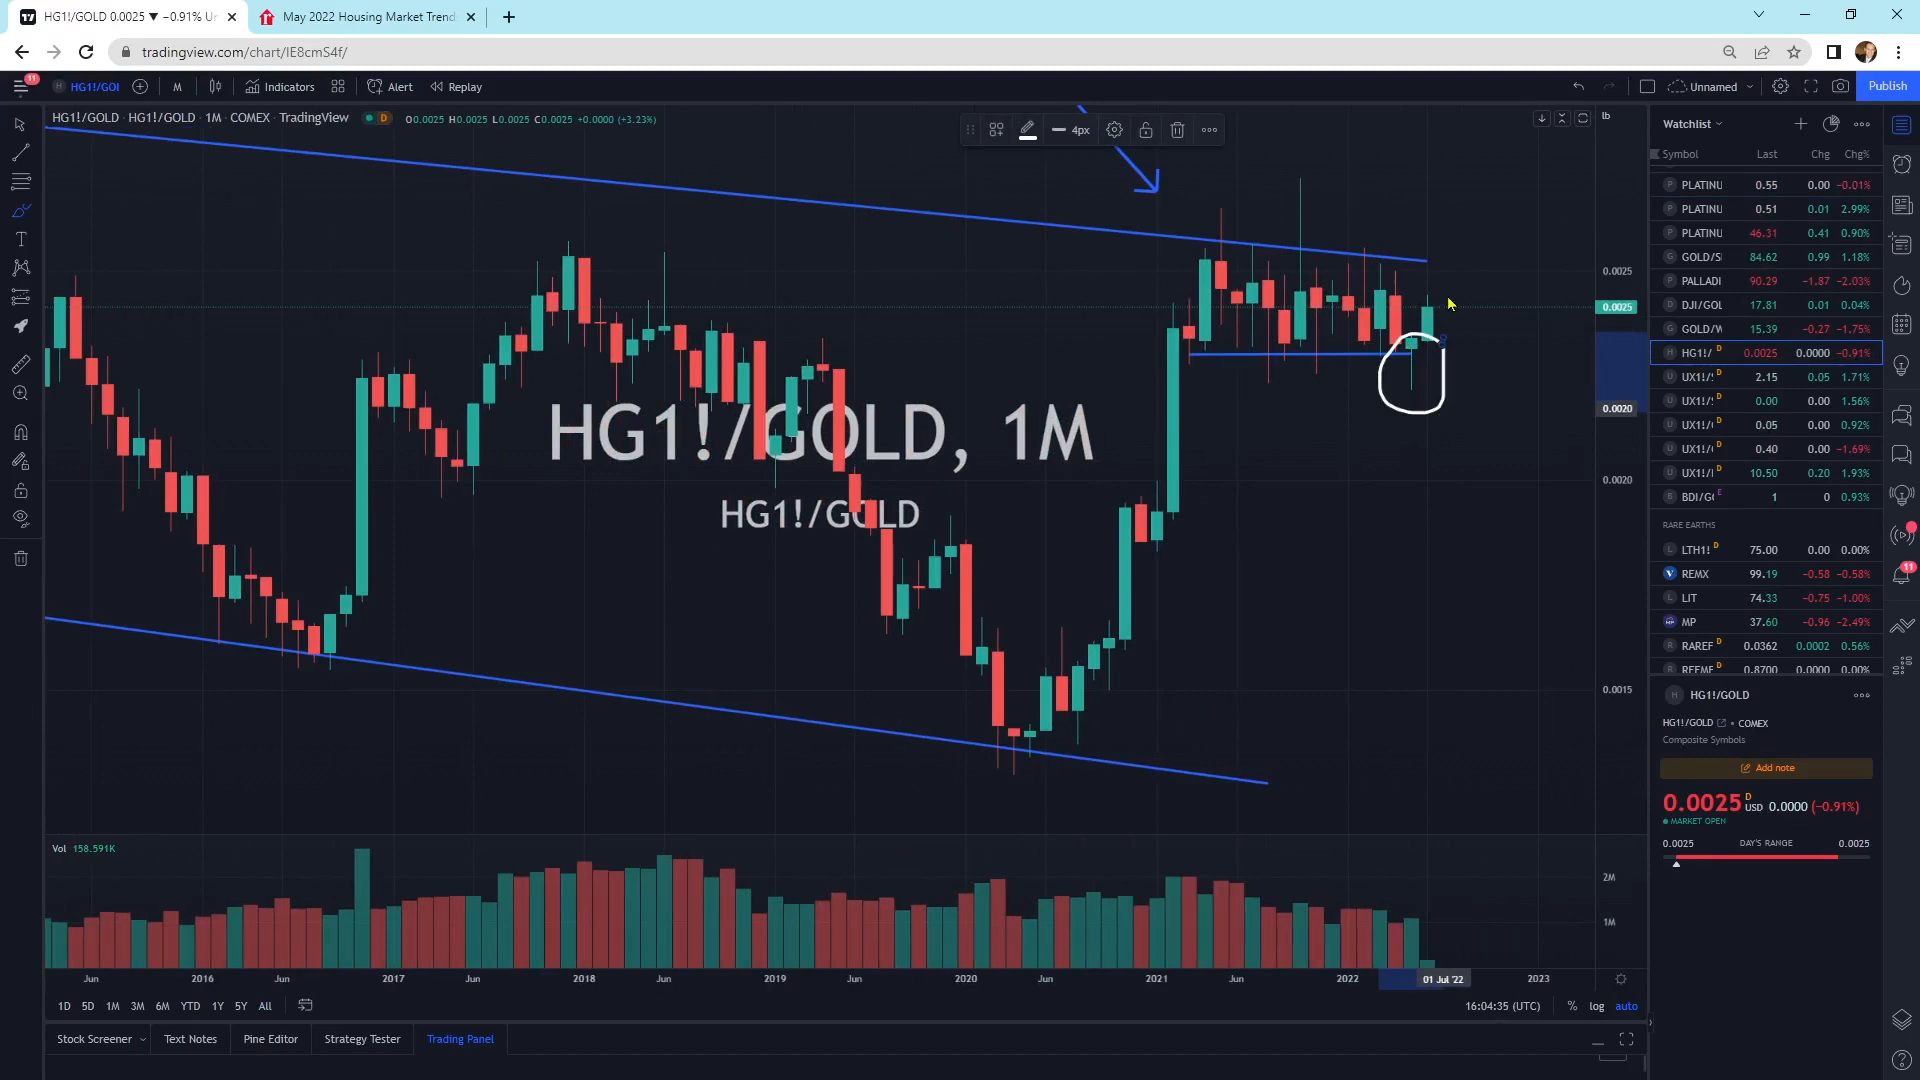 HG1!/GOLD 0.0025 ▼ −0.91% Un
May 2022 Housing Market Trend
tradingview.com/chart/IE8cmS4f/
11
HG1!/GOI
M
Indicators
Alert
Replay
Unnamed
Publish
HG1!/GOLD · HG1!/GOLD · 1M · COMEX · TradingView
D
O0.0025 H0.0025 L0.0025 C0.0025 +0.0000 (+3.23%)
4px
lb
0.0025
0.0025
0.0020
0.0020
0.0015
HG1!/GOLD, 1M
HG1!/GOLD
Vol 158.591K
2M
1M
Jun 2016 Jun 2017 Jun 2018 Jun 2019 Jun 2020 Jun 2021 Jun 2022 01 Jul '22 2023
1D 5D 1M 3M 6M YTD 1Y 5Y All
16:04:35 (UTC) % log auto
Stock Screener Text Notes Pine Editor Strategy Tester Trading Panel
Watchlist
Symbol Last Chg Chg%
P PLATINU 0.55 0.00 −0.01%
P PLATINU 0.51 0.01 2.99%
P PLATINU 46.31 0.41 0.90%
G GOLD/SI 84.62 0.99 1.18%
P PALLADI 90.29 −1.87 −2.03%
D DJI/GOL 17.81 0.01 0.04%
G GOLD/W 15.39 −0.27 −1.75%
H HG1!/ D 0.0025 0.0000 −0.91%
U UX1!/ D 2.15 0.05 1.71%
U UX1!/ D 0.00 0.00 1.56%
U UX1!/ D 0.05 0.00 0.92%
U UX1!/ D 0.40 0.00 −1.69%
U UX1!/ D 10.50 0.20 1.93%
B BDI/G E 1 0 0.93%
RARE EARTHS
L LTH1! D 75.00 0.00 0.00%
V REMX 99.19 −0.58 −0.58%
L LIT 74.33 −0.75 −1.00%
MP MP 37.60 −0.96 −2.49%
R RAREF D 0.0362 0.0002 0.56%
R REEMF D 0.8700 0.0000 0.00%
H HG1!/GOLD
HG1!/GOLD • COMEX
Composite Symbols
Add note
0.0025 D USD 0.0000 (−0.91%)
MARKET OPEN
0.0025 DAY'S RANGE 0.0025
11